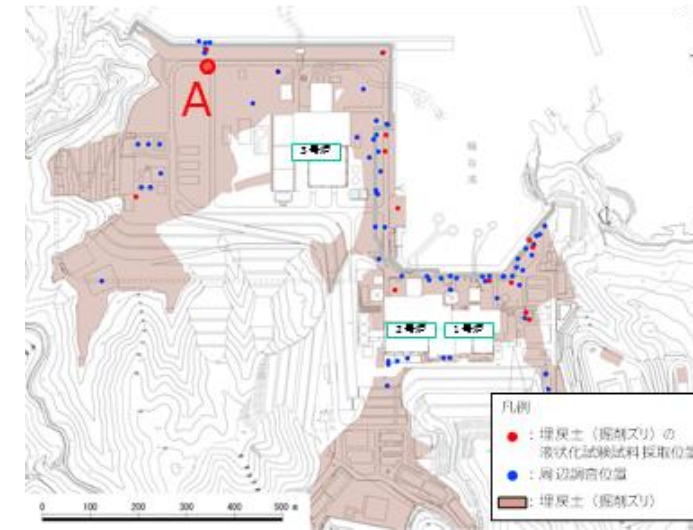 A
3号炉
2号炉
1号炉
凡例
：埋戻土（掘削ズリ）の
液状化試験試料採取位置
：周辺調査位置
：埋戻土（掘削ズリ）
0 100 200 300 400 500 m